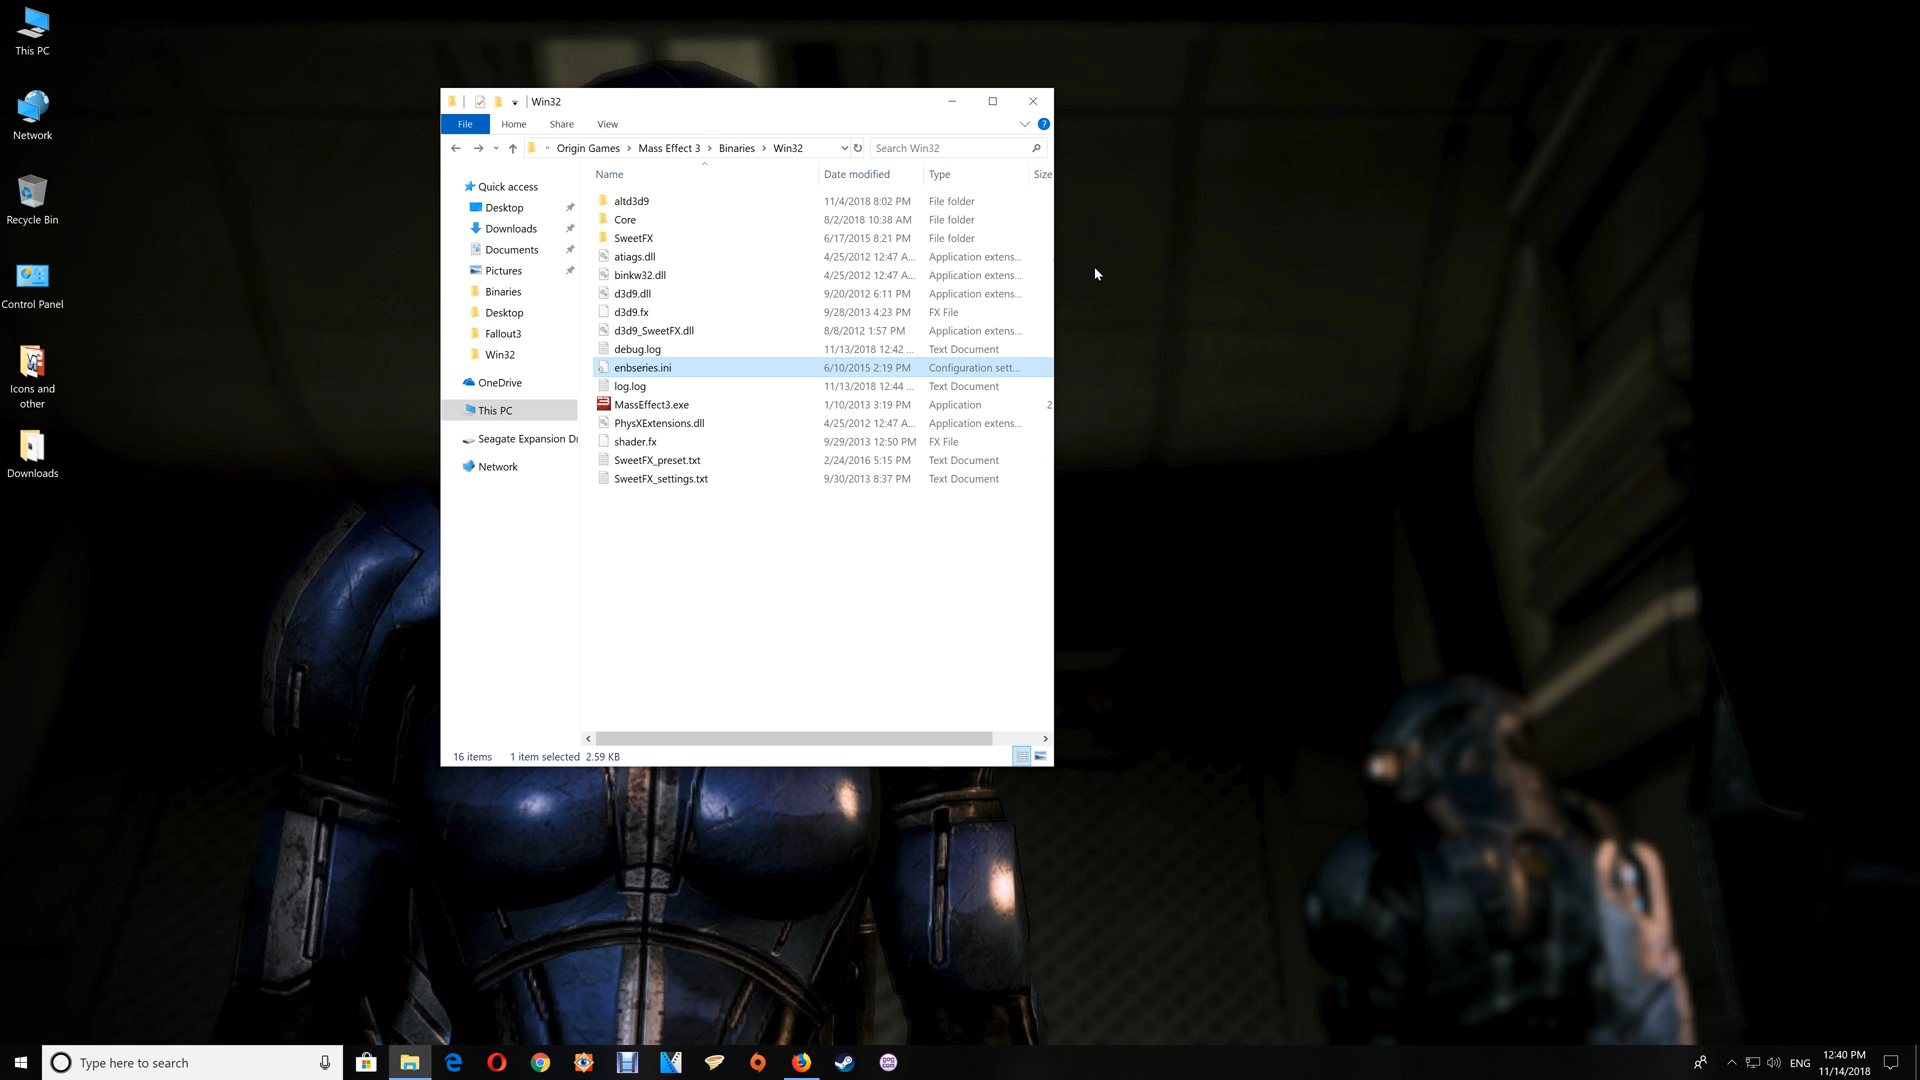 This PC
Network
Recycle Bin
Control Panel
Icons and
other
Downloads
Win32
File Home Share View
Origin Games › Mass Effect 3 › Binaries › Win32
Search Win32
Quick access
Desktop
Downloads
Documents
Pictures
Binaries
Desktop
Fallout3
Win32
OneDrive
This PC
Seagate Expansion Dr
Network
Name Date modified Type Size
altd3d9 11/4/2018 8:02 PM File folder
Core 8/2/2018 10:38 AM File folder
SweetFX 6/17/2015 8:21 PM File folder
atiags.dll 4/25/2012 12:47 A... Application extens...
binkw32.dll 4/25/2012 12:47 A... Application extens...
d3d9.dll 9/20/2012 6:11 PM Application extens...
d3d9.fx 9/28/2013 4:23 PM FX File
d3d9_SweetFX.dll 8/8/2012 1:57 PM Application extens...
debug.log 11/13/2018 12:42 ... Text Document
enbseries.ini 6/10/2015 2:19 PM Configuration sett...
log.log 11/13/2018 12:44 ... Text Document
MassEffect3.exe 1/10/2013 3:19 PM Application 2
PhysXExtensions.dll 4/25/2012 12:47 A... Application extens...
shader.fx 9/29/2013 12:50 PM FX File
SweetFX_preset.txt 2/24/2016 5:15 PM Text Document
SweetFX_settings.txt 9/30/2013 8:37 PM Text Document
16 items 1 item selected 2.59 KB
Type here to search
ENG
12:40 PM
11/14/2018